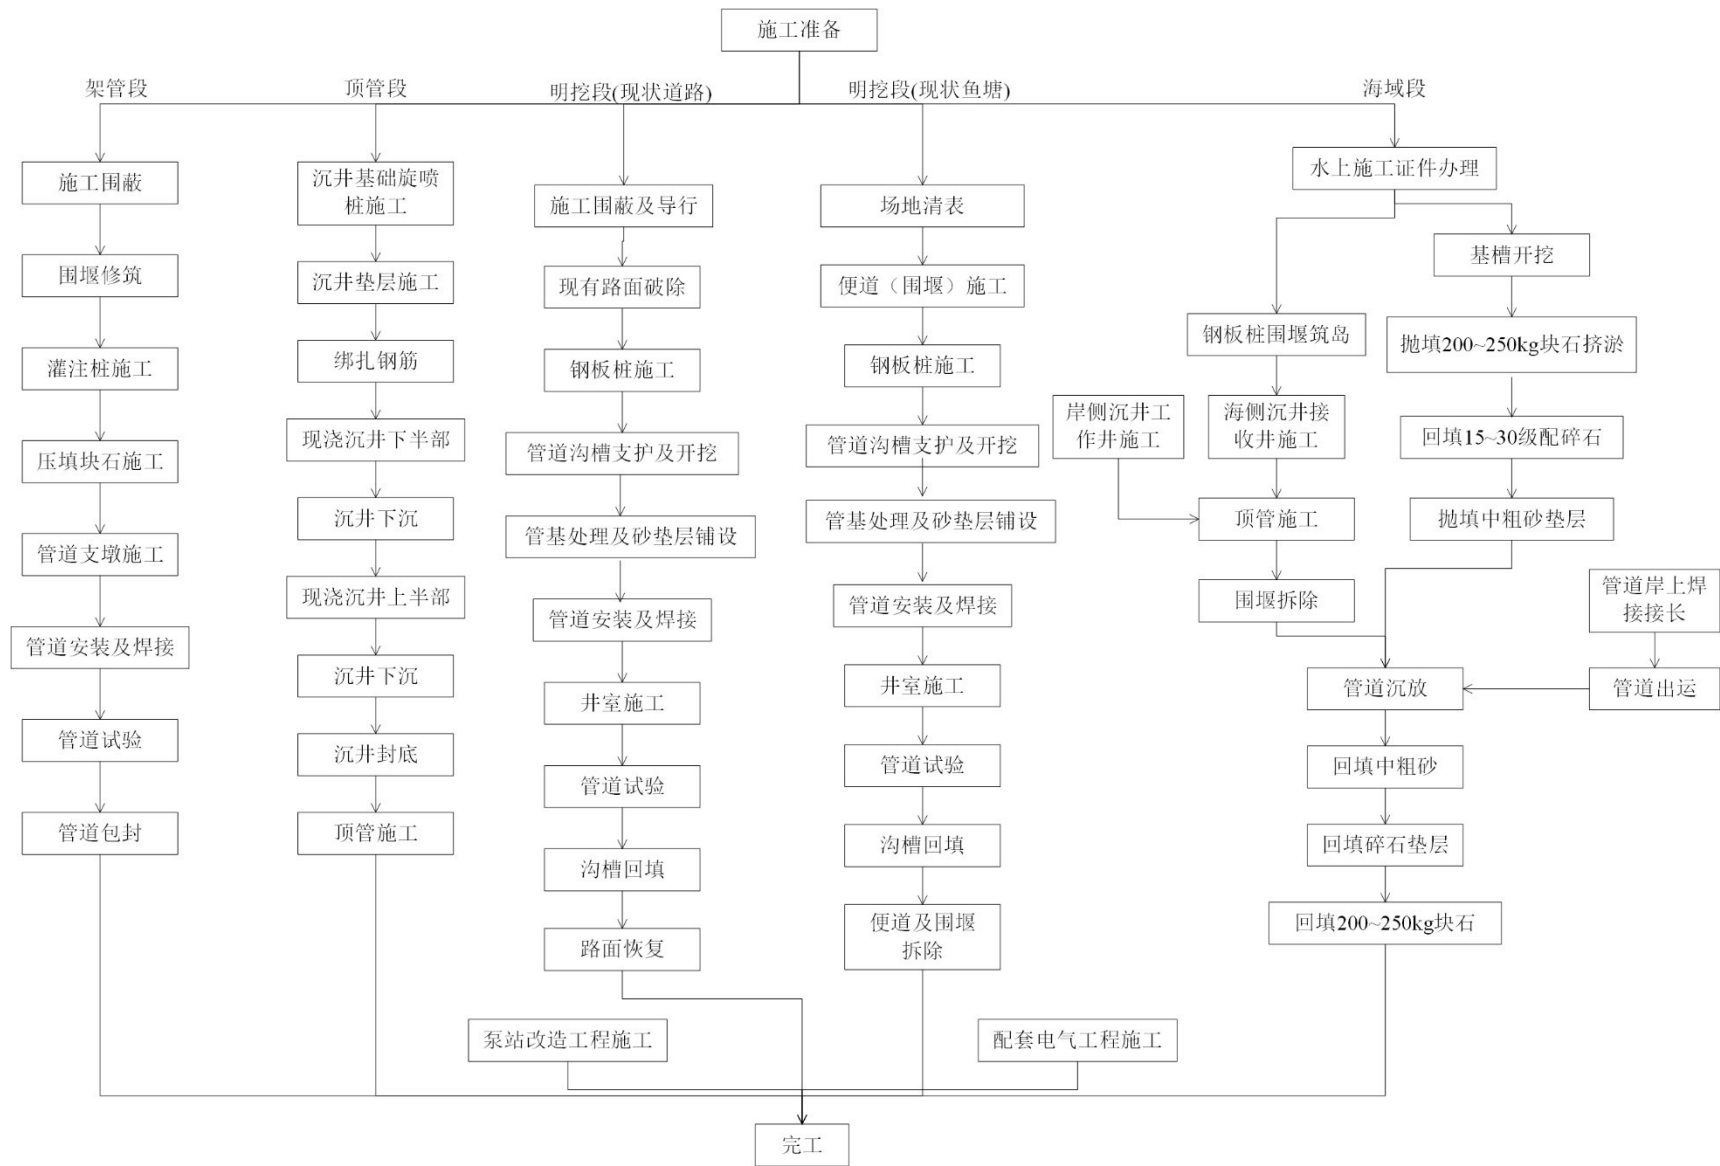 施工准备
架管段
顶管段
明挖段(现状道路)
明挖段(现状鱼塘)
海域段
施工围蔽
围堰修筑
灌注桩施工
压填块石施工
管道支墩施工
管道安装及焊接
管道试验
管道包封
沉井基础旋喷
桩施工
沉井垫层施工
绑扎钢筋
现浇沉井下半部
沉井下沉
现浇沉井上半部
沉井下沉
沉井封底
顶管施工
施工围蔽及导行
现有路面破除
钢板桩施工
管道沟槽支护及开挖
管基处理及砂垫层铺设
管道安装及焊接
井室施工
管道试验
沟槽回填
路面恢复
场地清表
便道（围堰）施工
钢板桩施工
管道沟槽支护及开挖
管基处理及砂垫层铺设
管道安装及焊接
井室施工
管道试验
沟槽回填
便道及围堰
拆除
水上施工证件办理
钢板桩围堰筑岛
岸侧沉井工
作井施工
海侧沉井接
收井施工
顶管施工
围堰拆除
基槽开挖
抛填200~250kg块石挤淤
回填15~30级配碎石
抛填中粗砂垫层
管道岸上焊
接接长
管道出运
管道沉放
回填中粗砂
回填碎石垫层
回填200~250kg块石
泵站改造工程施工
配套电气工程施工
完工